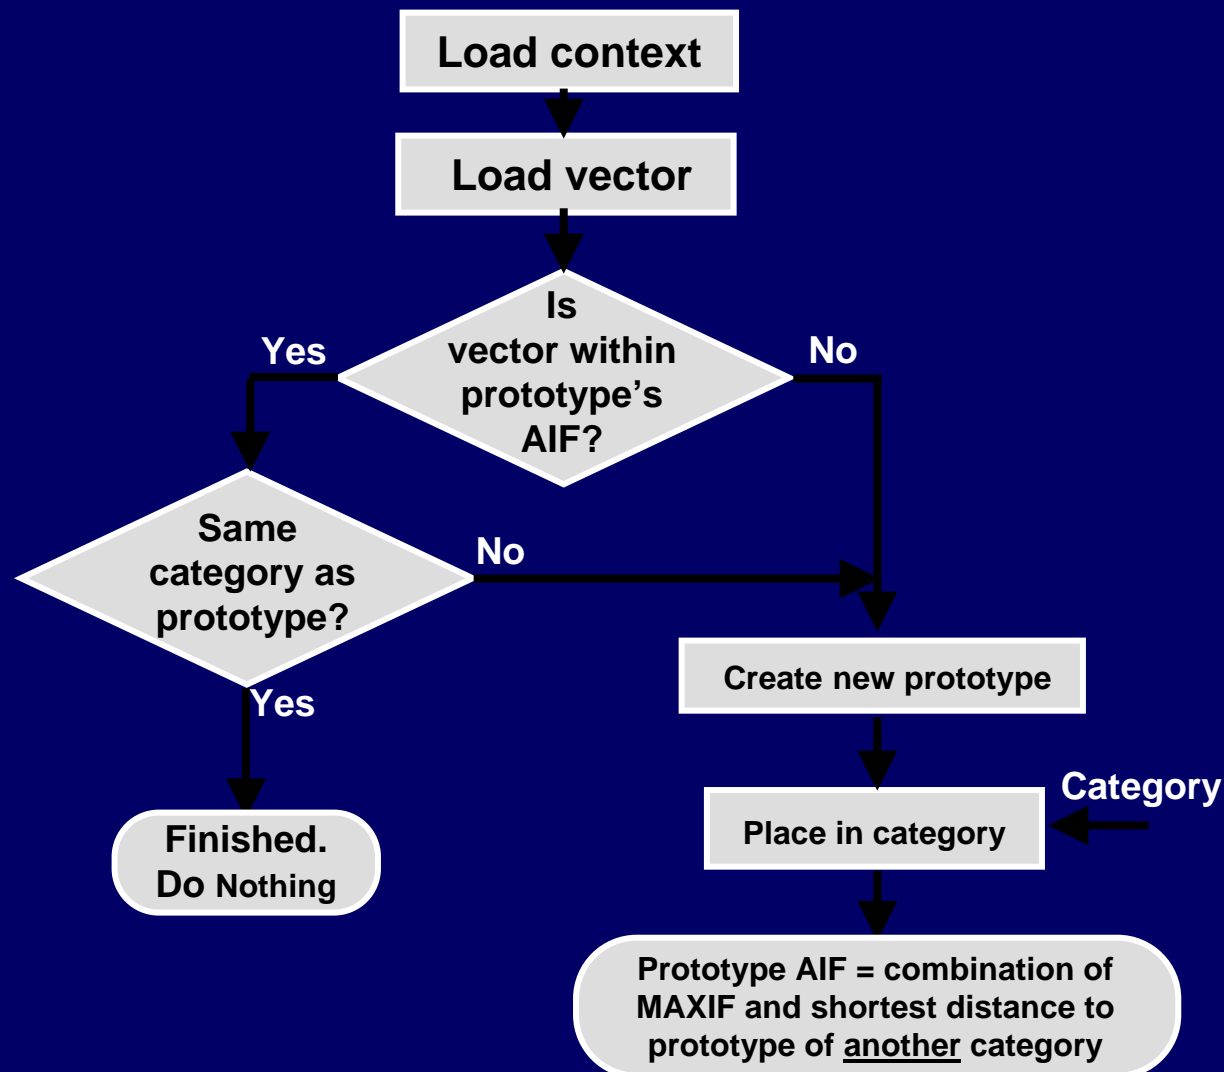 Load context
Load vector
Is
vector within
prototype’s
AIF?
Yes
No
Same
category as
prototype?
No
Yes
Create new prototype
Category
Place in category
Finished.
Do Nothing
Prototype AIF = combination of
MAXIF and shortest distance to
prototype of another category